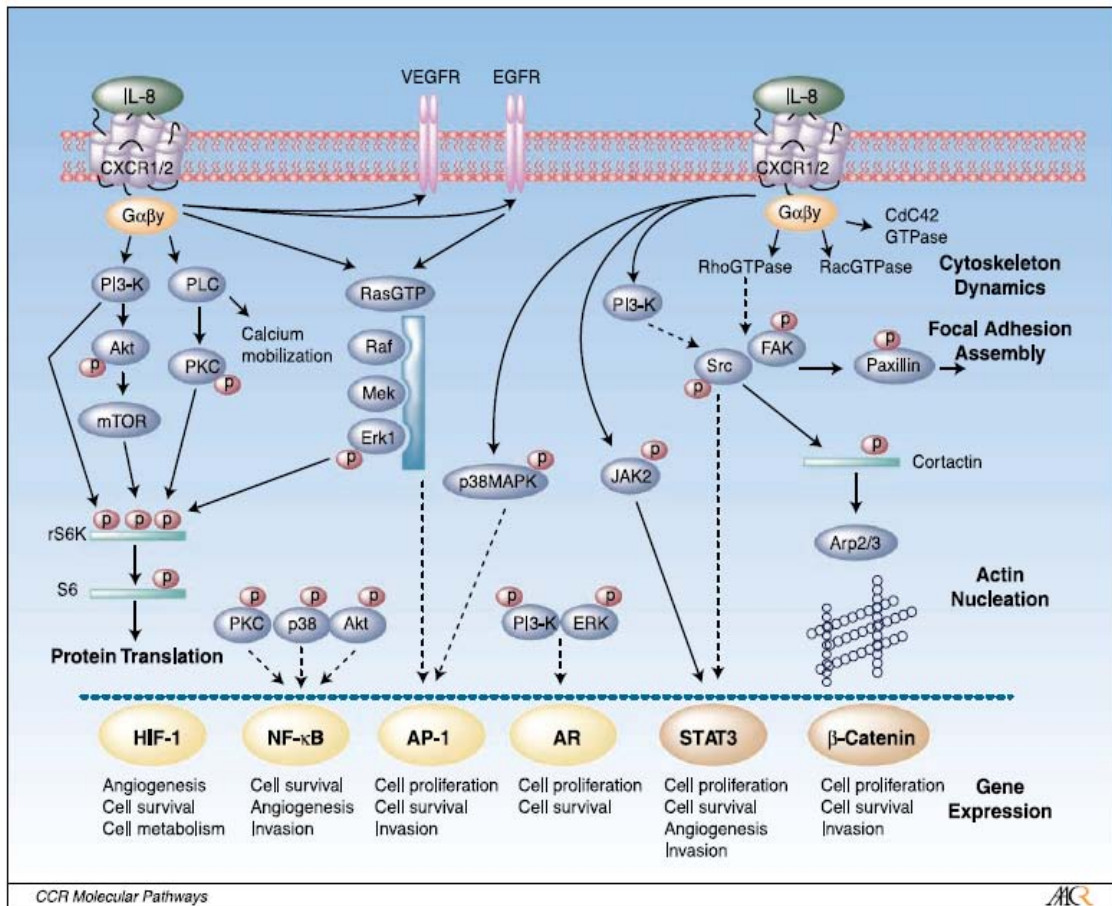 VEGFR EGFR
IL-8
IL-8
CXCR1/2
CXCR1/2
Gαβγ
Gαβγ
CdC42
GTPase
RhoGTPase
RacGTPase
Cytoskeleton
Dynamics
PI3-K
PLC
RasGTP
PI3-K
Calcium
mobilization
Akt
p
PKC
p
Raf
Mek
Erk1
p
mTOR
p
FAK
Src
p
p
Paxillin
Focal Adhesion
Assembly
p
p38MAPK
p
JAK2
p
Cortactin
p p p
rS6K
Arp2/3
p
S6
Actin
Nucleation
p p p
PKC p38 Akt
p p
PI3-K ERK
Protein Translation
HIF-1
NF-κB
AP-1
AR
STAT3
β-Catenin
Angiogenesis
Cell survival
Cell metabolism
Cell survival
Angiogenesis
Invasion
Cell proliferation
Cell survival
Invasion
Cell proliferation
Cell survival
Cell proliferation
Cell survival
Angiogenesis
Invasion
Cell proliferation
Cell survival
Invasion
Gene
Expression
CCR Molecular Pathways
AACR